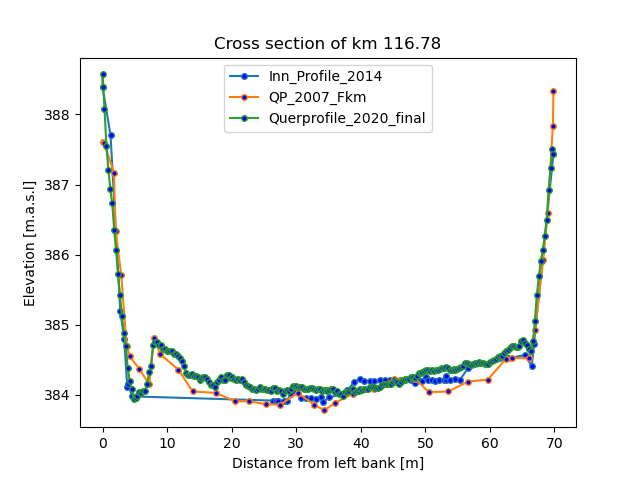 Cross section of km 116.78
Inn_Profile_2014
QP_2007_Fkm
Querprofile_2020_final
Elevation [m.a.s.l]
388
387
386
385
384
0 10 20 30 40 50 60 70
Distance from left bank [m]